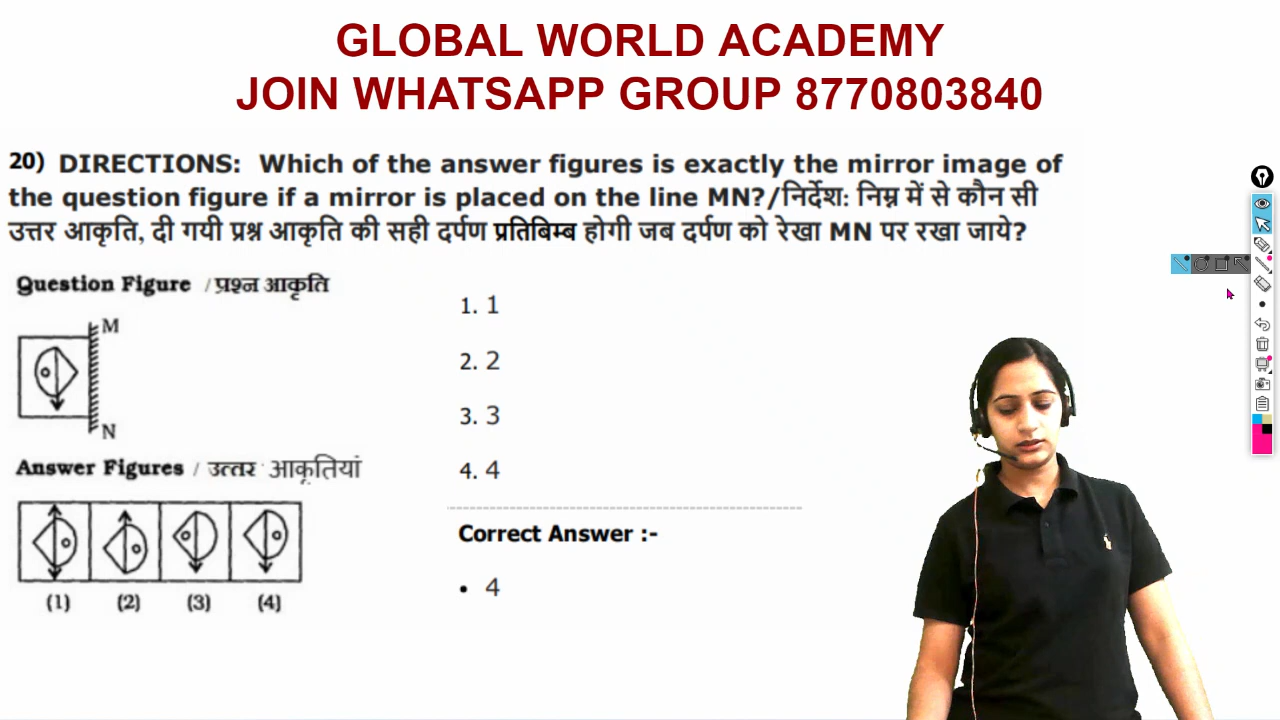 GLOBAL WORLD ACADEMY
JOIN WHATSAPP GROUP 8770803840
20) DIRECTIONS: Which of the answer figures is exactly the mirror image of
the question figure if a mirror is placed on the line MN?/निर्देश: निम्न में से कौन सी
उत्तर आकृति, दी गयी प्रश्न आकृति की सही दर्पण प्रतिबिम्ब होगी जब दर्पण को रेखा MN पर रखा जाये?
Question Figure / प्रश्न आकृति
M
N
Answer Figures / उत्तर आकृतियां
(1) (2) (3) (4)
1. 1
2. 2
3. 3
4. 4
Correct Answer :-
• 4